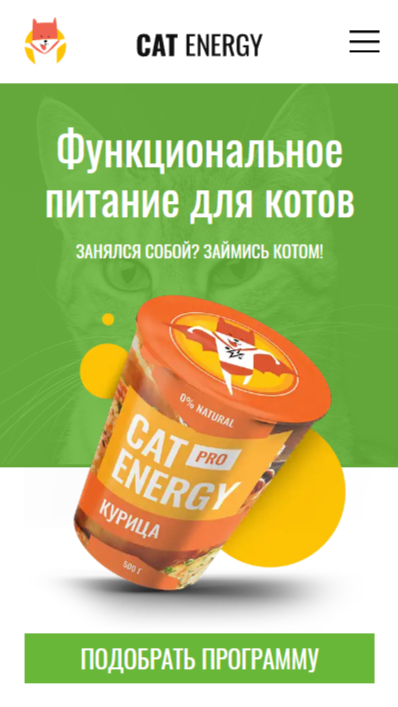 CAT ENERGY
Функциональное
питание для котов
ЗАНЯЛСЯ СОБОЙ? ЗАЙМИСЬ КОТОМ!
0% NATURAL
CAT PRO
ENERGY
КУРИЦА
500 Г
ПОДОБРАТЬ ПРОГРАММУ